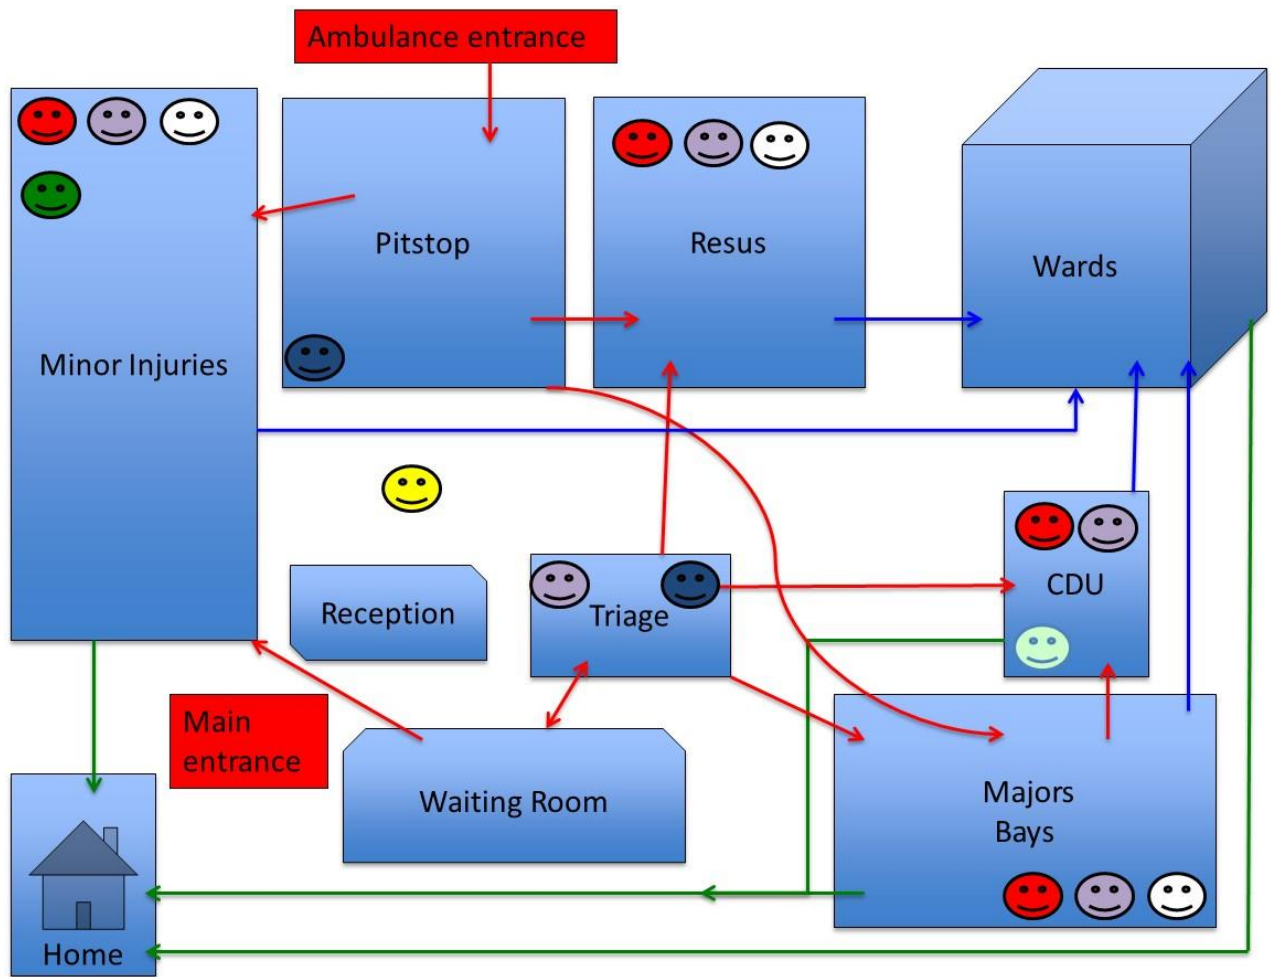 Ambulance entrance
Pitstop
Resus
Wards
Minor Injuries
Reception
Triage
CDU
Main
entrance
Waiting Room
Majors
Bays
Home